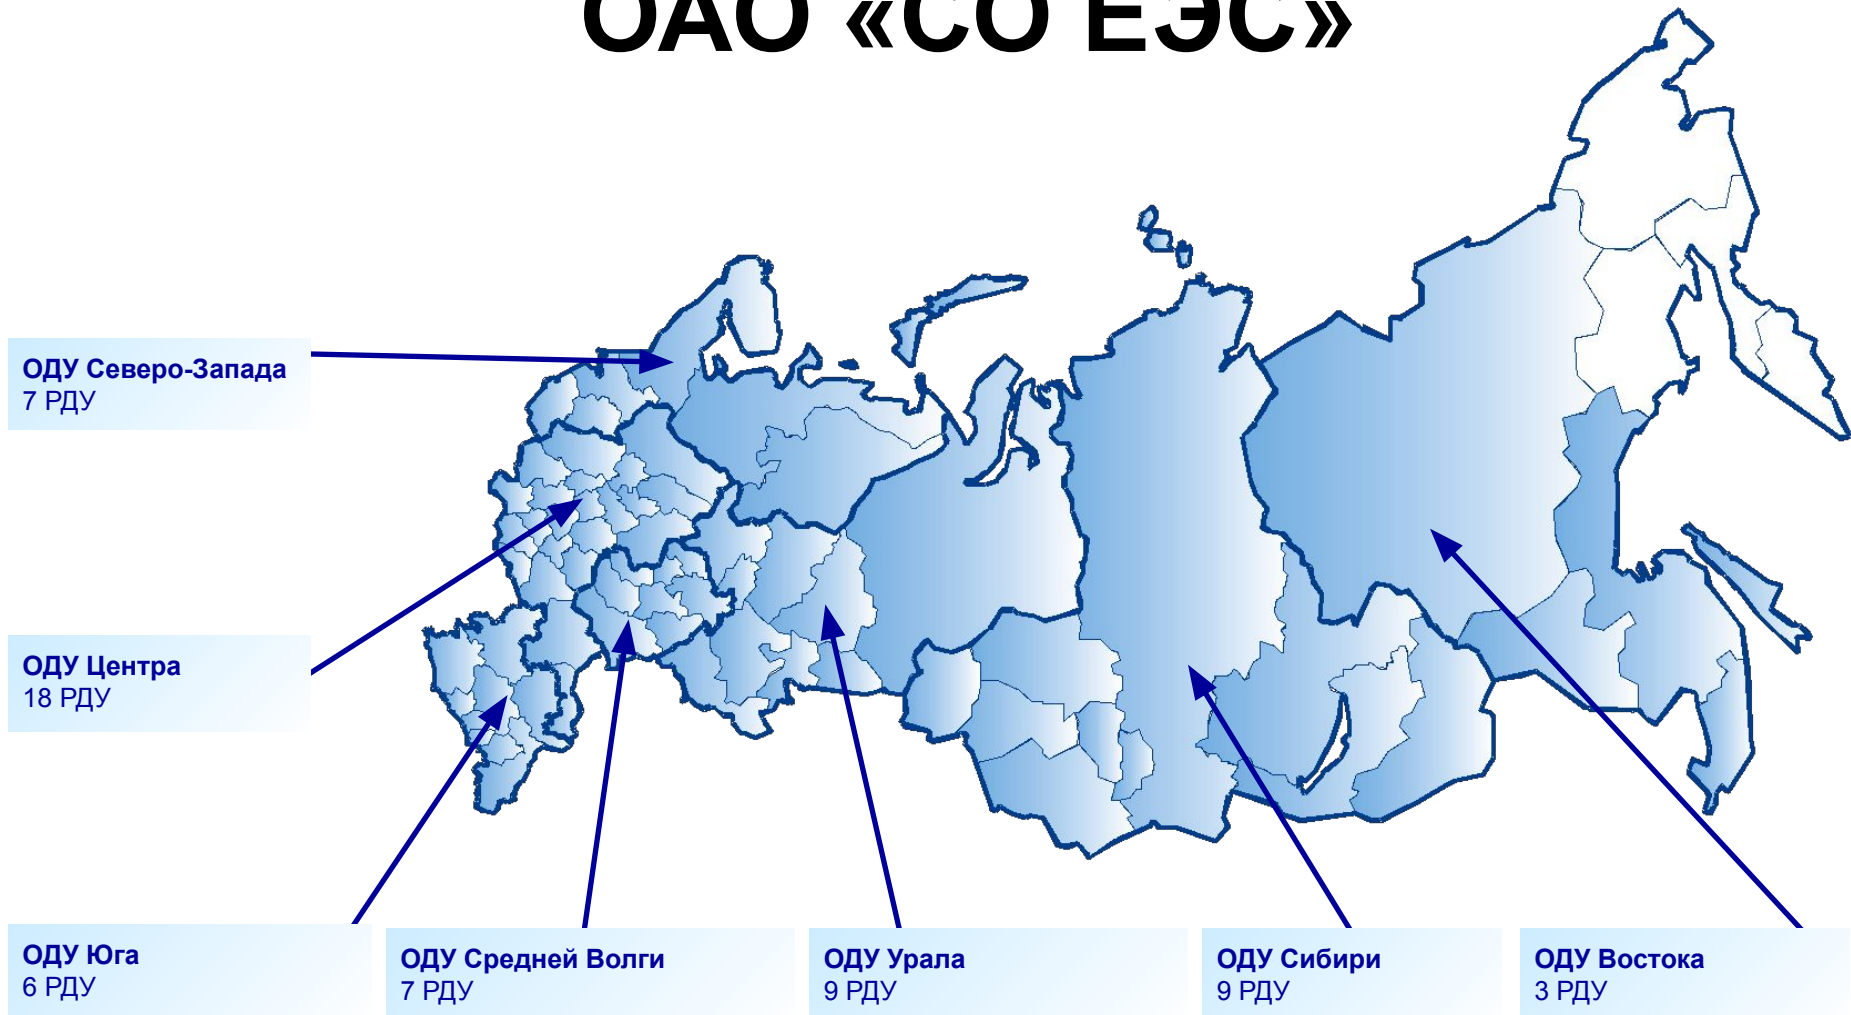 ОАО «СО ЕЭС»
ОДУ Северо-Запада
7 РДУ
ОДУ Центра
18 РДУ
ОДУ Юга
6 РДУ
ОДУ Средней Волги
7 РДУ
ОДУ Урала
9 РДУ
ОДУ Сибири
9 РДУ
ОДУ Востока
3 РДУ